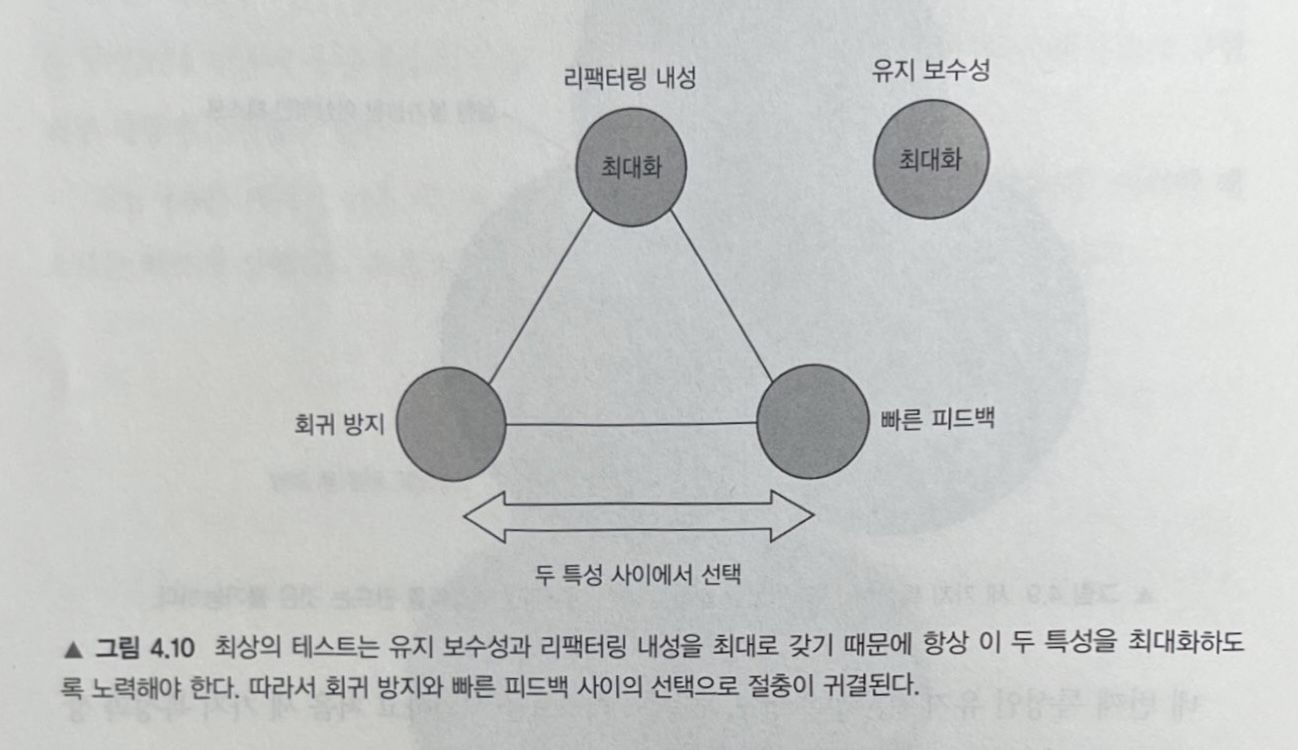 리팩터링 내성
유지 보수성
최대화
최대화
회귀 방지
빠른 피드백
두 특성 사이에서 선택
▲ 그림 4.10 최상의 테스트는 유지 보수성과 리팩터링 내성을 최대로 갖기 때문에 항상 이 두 특성을 최대화하도
록 노력해야 한다. 따라서 회귀 방지와 빠른 피드백 사이의 선택으로 절충이 귀결된다.